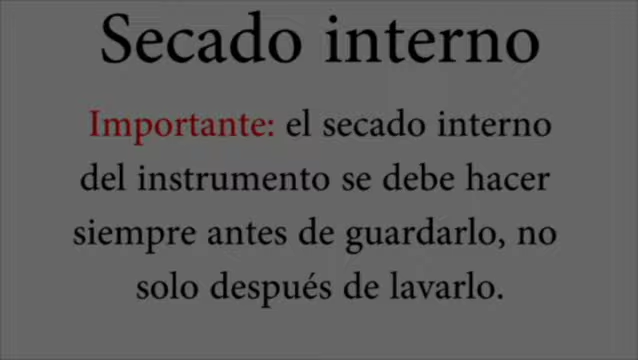 Secado interno
Importante: el secado interno
del instrumento se debe hacer
siempre antes de guardarlo, no
solo después de lavarlo.